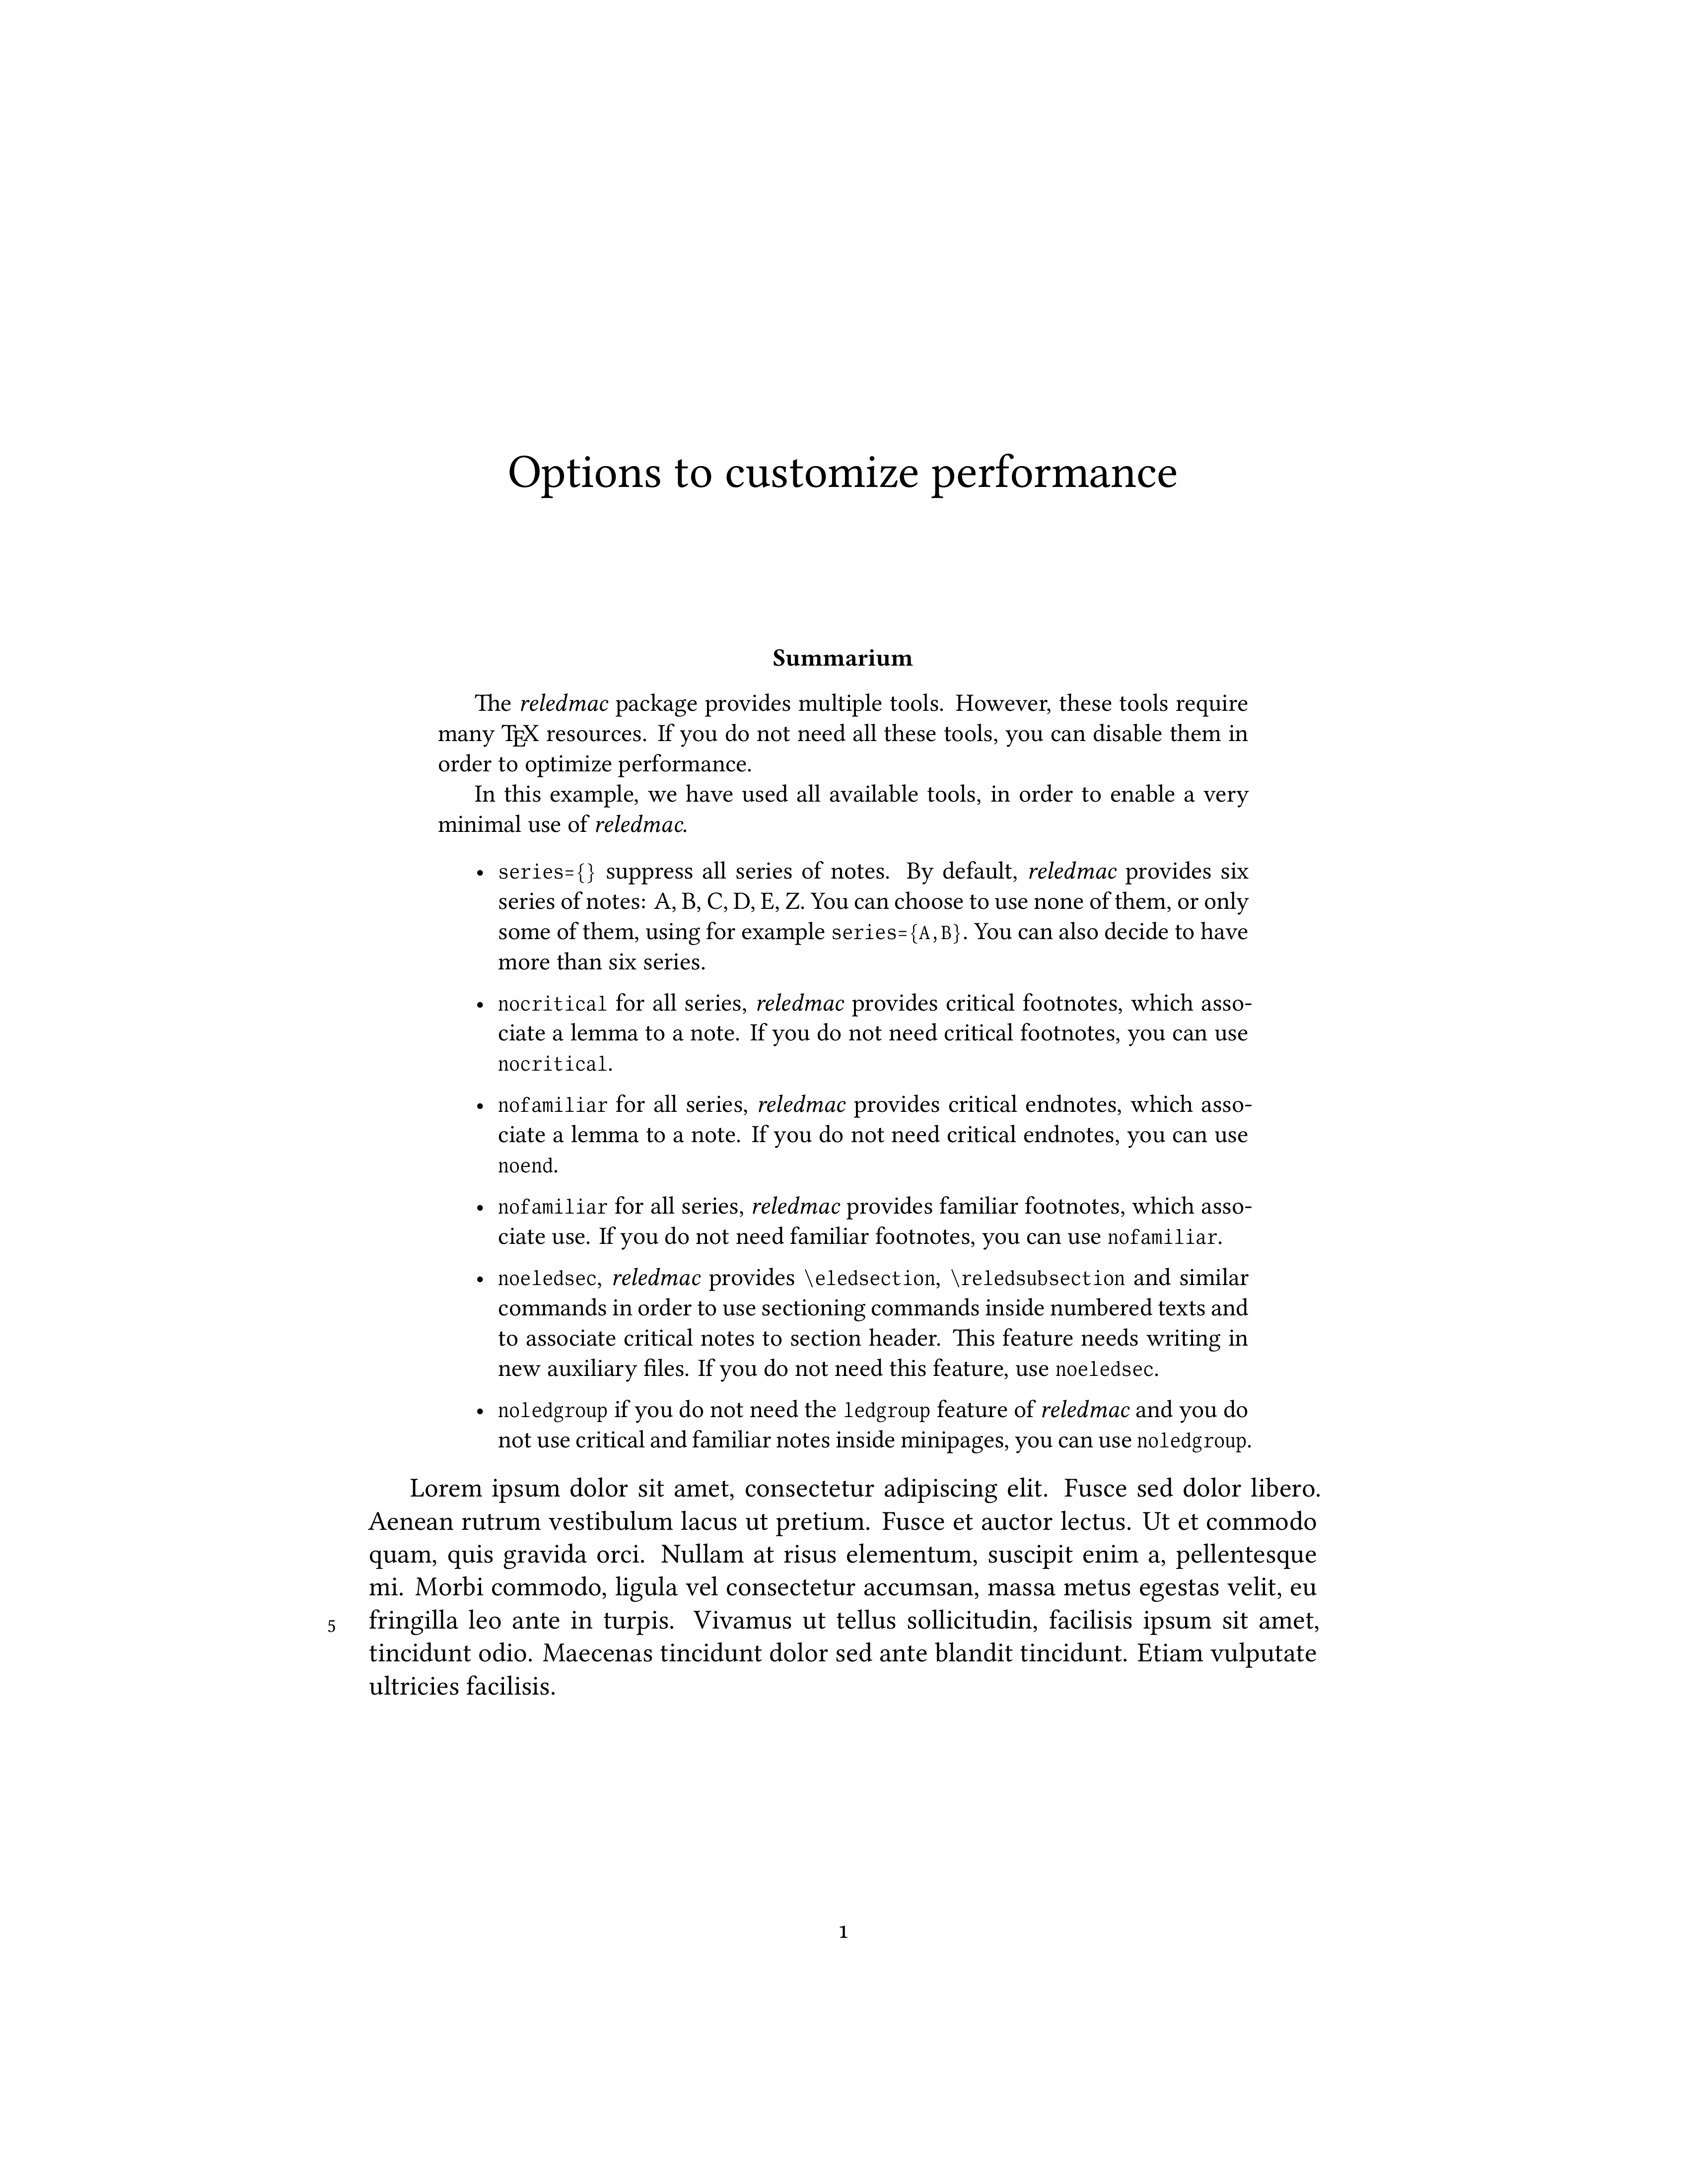 Options to customize performance
Summarium
The reledmac package provides multiple tools. However, these tools require
many TEX resources. If you do not need all these tools, you can disable them in
order to optimize performance.
In this example, we have used all available tools, in order to enable a very
minimal use of reledmac.
• series={} suppress all series of notes. By default, reledmac provides six
series of notes: A, B, C, D, E, Z. You can choose to use none of them, or only
some of them, using for example series={A,B}. You can also decide to have
more than six series.
• nocritical for all series, reledmac provides critical footnotes, which asso-
ciate a lemma to a note. If you do not need critical footnotes, you can use
nocritical.
• nofamiliar for all series, reledmac provides critical endnotes, which asso-
ciate a lemma to a note. If you do not need critical endnotes, you can use
noend.
• nofamiliar for all series, reledmac provides familiar footnotes, which asso-
ciate use. If you do not need familiar footnotes, you can use nofamiliar.
• noeledsec, reledmac provides \eledsection, \reledsubsection and similar
commands in order to use sectioning commands inside numbered texts and
to associate critical notes to section header. This feature needs writing in
new auxiliary files. If you do not need this feature, use noeledsec.
• noledgroup if you do not need the ledgroup feature of reledmac and you do
not use critical and familiar notes inside minipages, you can use noledgroup.
Lorem ipsum dolor sit amet, consectetur adipiscing elit. Fusce sed dolor libero.
Aenean rutrum vestibulum lacus ut pretium. Fusce et auctor lectus. Ut et commodo
quam, quis gravida orci. Nullam at risus elementum, suscipit enim a, pellentesque
mi. Morbi commodo, ligula vel consectetur accumsan, massa metus egestas velit, eu
5 fringilla leo ante in turpis. Vivamus ut tellus sollicitudin, facilisis ipsum sit amet,
tincidunt odio. Maecenas tincidunt dolor sed ante blandit tincidunt. Etiam vulputate
ultricies facilisis.
1